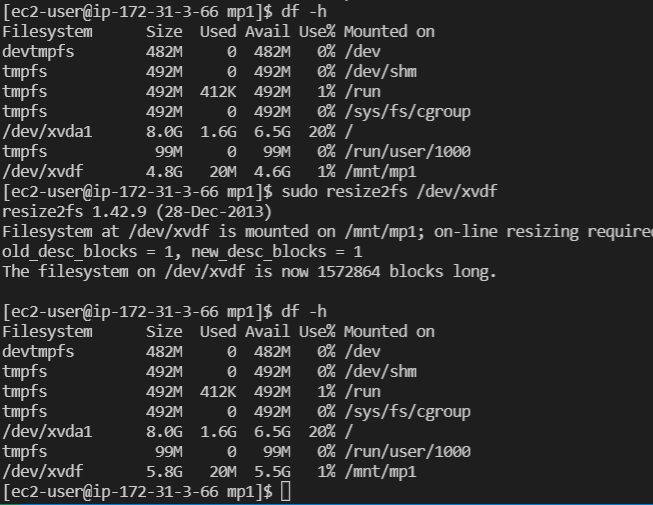 [ec2-user@ip-172-31-3-66 mp1]$ df -h
Filesystem      Size  Used Avail Use% Mounted on
devtmpfs        482M     0  482M   0% /dev
tmpfs           492M     0  492M   0% /dev/shm
tmpfs           492M  412K  492M   1% /run
tmpfs           492M     0  492M   0% /sys/fs/cgroup
/dev/xvda1      8.0G  1.6G  6.5G  20% /
tmpfs            99M     0   99M   0% /run/user/1000
/dev/xvdf       4.8G   20M  4.6G   1% /mnt/mp1
[ec2-user@ip-172-31-3-66 mp1]$ sudo resize2fs /dev/xvdf
resize2fs 1.42.9 (28-Dec-2013)
Filesystem at /dev/xvdf is mounted on /mnt/mp1; on-line resizing require
old_desc_blocks = 1, new_desc_blocks = 1
The filesystem on /dev/xvdf is now 1572864 blocks long.
[ec2-user@ip-172-31-3-66 mp1]$ df -h
Filesystem      Size  Used Avail Use% Mounted on
devtmpfs        482M     0  482M   0% /dev
tmpfs           492M     0  492M   0% /dev/shm
tmpfs           492M  412K  492M   1% /run
tmpfs           492M     0  492M   0% /sys/fs/cgroup
/dev/xvda1      8.0G  1.6G  6.5G  20% /
tmpfs            99M     0   99M   0% /run/user/1000
/dev/xvdf       5.8G   20M  5.5G   1% /mnt/mp1
[ec2-user@ip-172-31-3-66 mp1]$